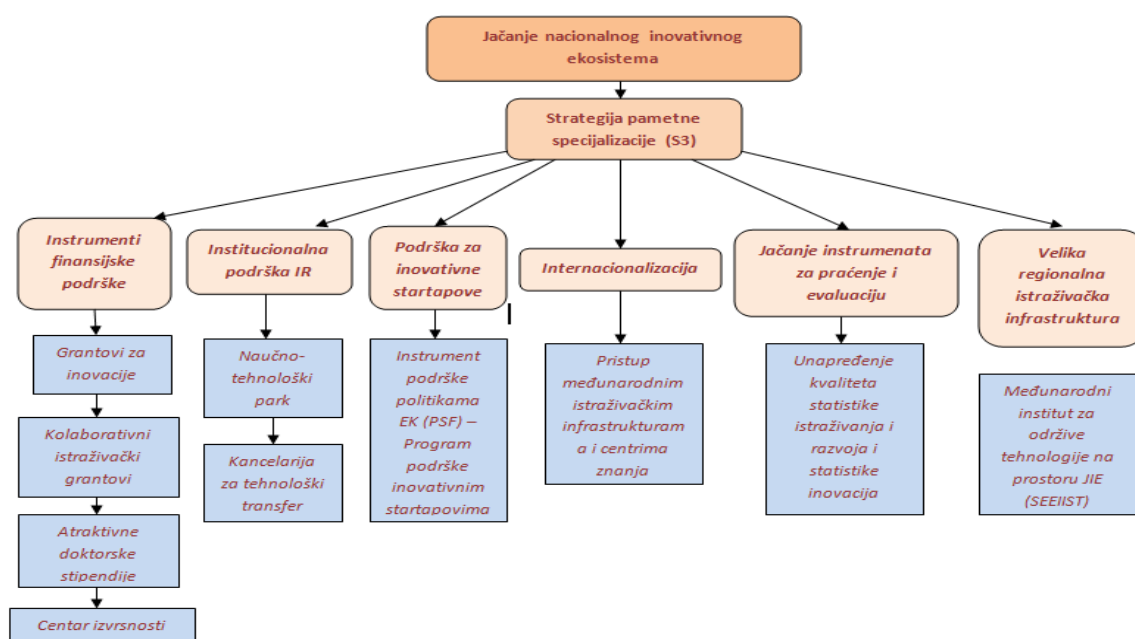 Jačanje nacionalnog inovativnog
ekosistema
Strategija pametne
specijalizacije (S3)
Instrumenti
finansijske
podrške
Institucionalna
podrška IR
Podrška za
inovativne
startapove
Internacionalizacija
Jačanje instrumenata
za praćenje i
evaluaciju
Velika
regionalna
istraživačka
infrastruktura
Grantovi za
inovacije
Kolaborativni
istraživački
grantovi
Atraktivne
doktorske
stipendije
Centar izvrsnosti
Naučno-
tehnološki
park
Kancelarija
za tehnološki
transfer
Instrument
podrške
politikama
EK (PSF) –
Program
podrške
inovativnim
startapovima
Pristup
međunarodnim
istraživačkim
infrastrukturam
a i centrima
znanja
Unapređenje
kvaliteta
statistike
istraživanja i
razvoja i
statistike
inovacija
Međunarodni
institut za
održive
tehnologije na
prostoru JIE
(SEEIIST)